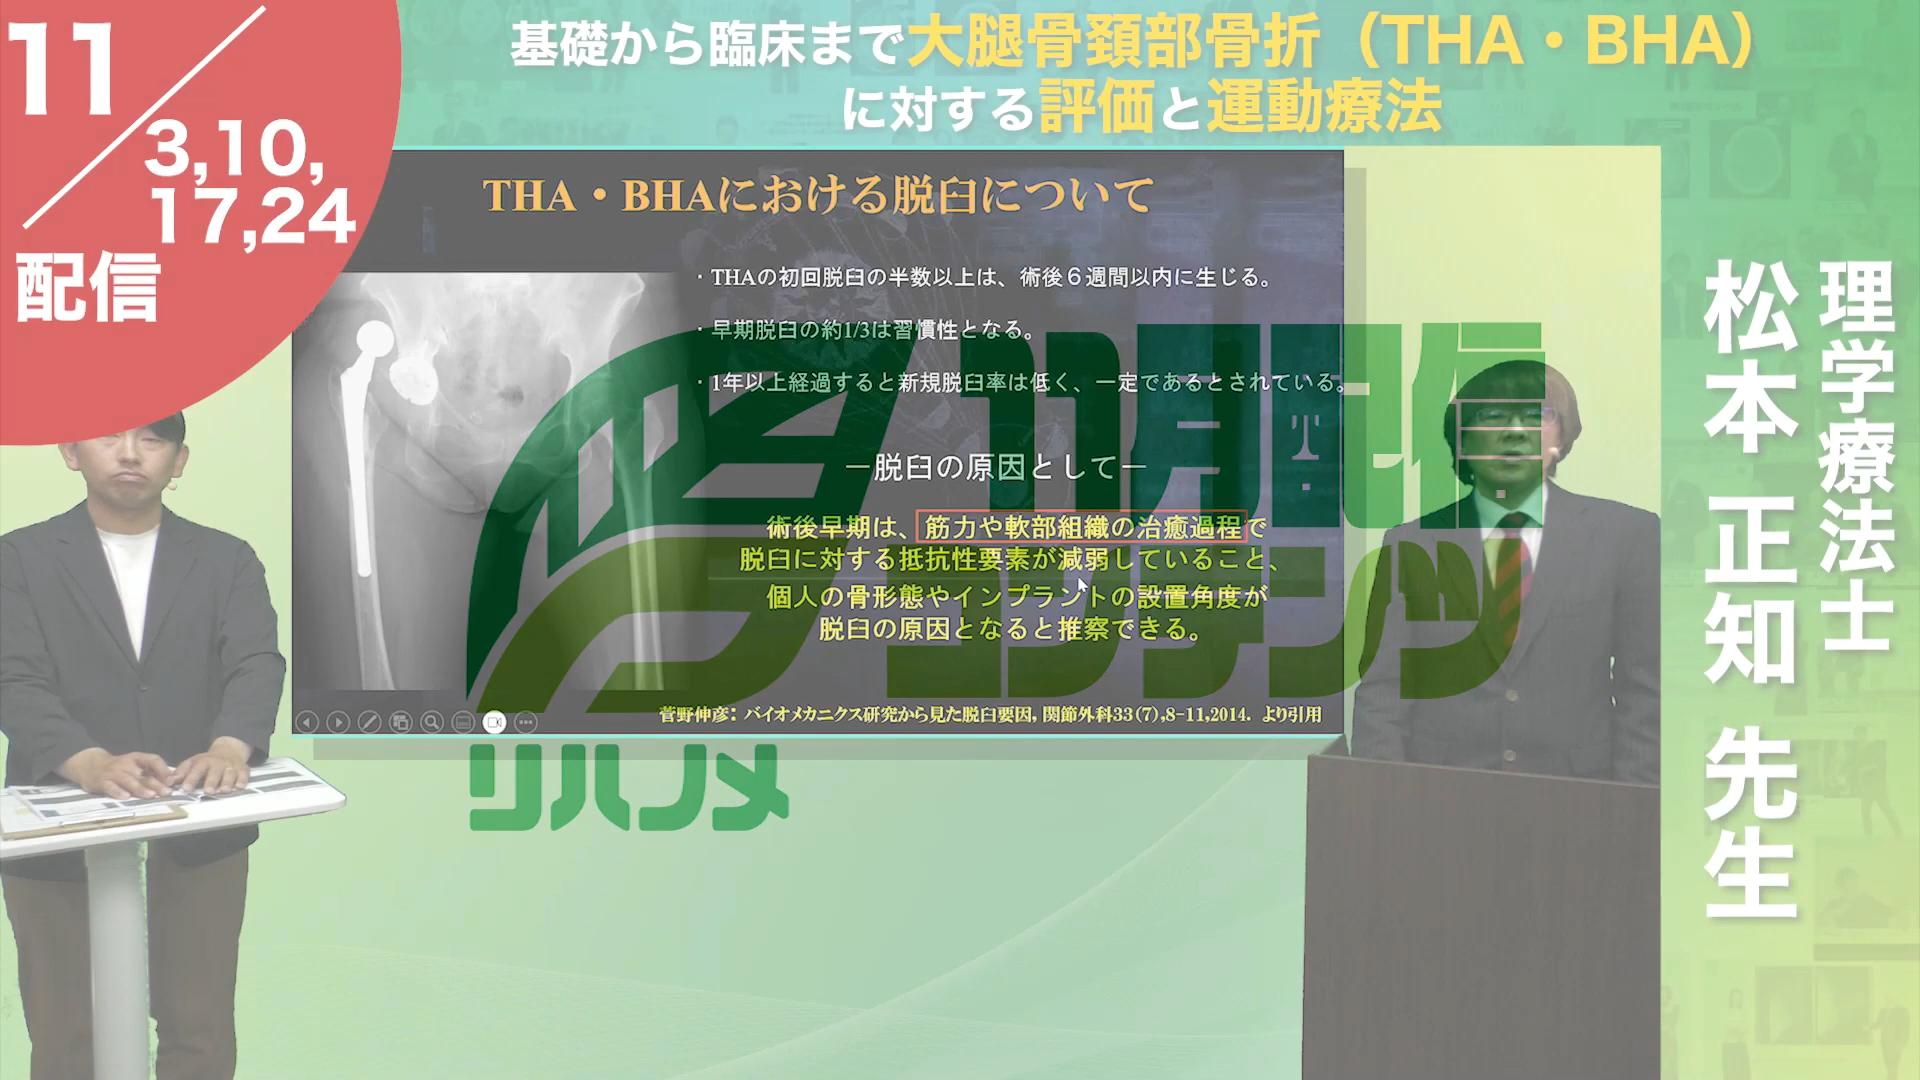 11
3,10,
17,24
配信
基礎から臨床まで大腿骨頚部骨折（THA・BHA）
に対する評価と運動療法
THA・BHAにおける脱臼について
・THAの初回脱臼の半数以上は、術後６週間以内に生じる。
・早期脱臼の約1/3は習慣性となる。
・1年以上経過すると新規脱臼率は低く、一定であるとされている。
―脱臼の原因として―
術後早期は、筋力や軟部組織の治癒過程で
脱臼に対する抵抗性要素が減弱していること、
個人の骨形態やインプラントの設置角度が
脱臼の原因となると推察できる。
菅野伸彦: バイオメカニクス研究から見た脱臼要因, 関節外科33(7),8-11,2014. より引用
11月配信
コンテンツ
リハノメ
理学療法士
松本 正知 先生